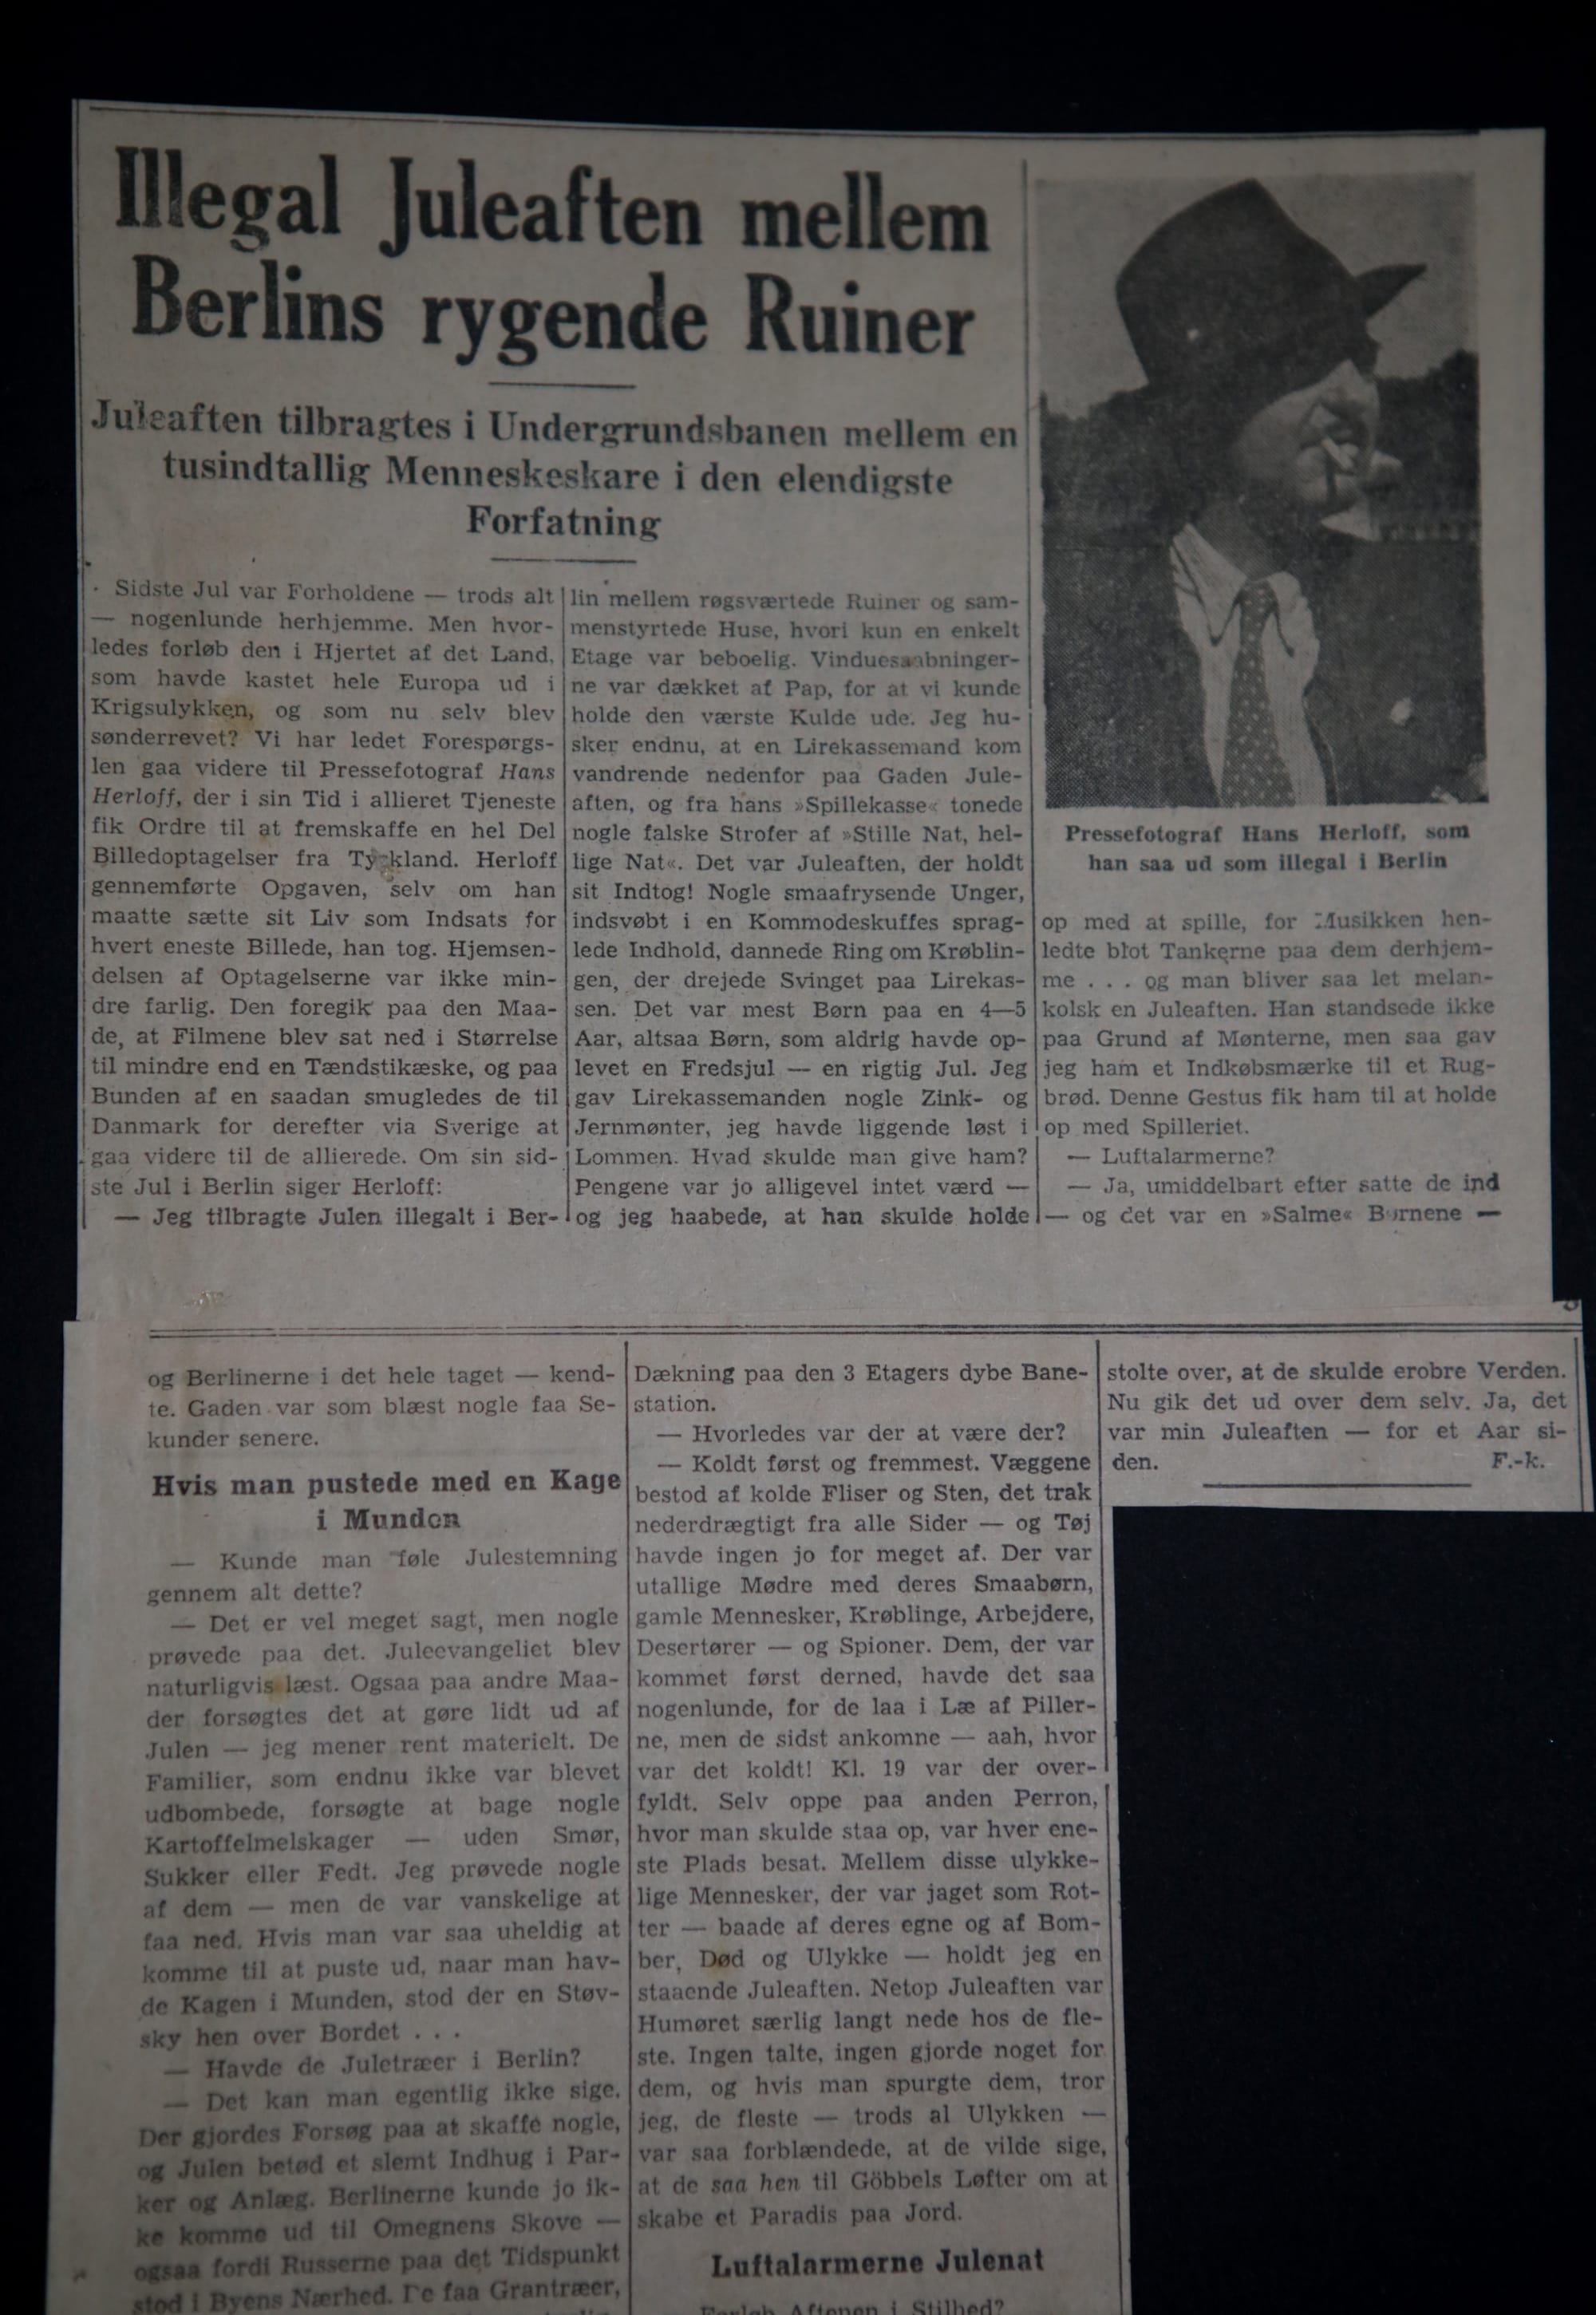 Illegal Juleaften mellem
Berlins rygende Ruiner
Juleaften tilbragtes i Undergrundsbanen mellem en
tusindtallig Menneskeskare i den elendigste
Forfatning
Sidste Jul var Forholdene — trods alt
— nogenlunde herhjemme. Men hvor-
ledes forløb den i Hjertet af det Land,
som havde kastet hele Europa ud i
Krigsulykken, og som nu selv blev
sønderrevet? Vi har ledet Forespørgs-
len gaa videre til Pressefotograf Hans
Herloff, der i sin Tid i allieret Tjeneste
fik Ordre til at fremskaffe en hel Del
Billedoptagelser fra Tyskland. Herloff
gennemførte Opgaven, selv om han
maatte sætte sit Liv som Indsats for
hvert eneste Billede, han tog. Hjemsen-
delsen af Optagelserne var ikke min-
dre farlig. Den foregik paa den Maa-
de, at Filmene blev sat ned i Størrelse
til mindre end en Tændstikæske, og paa
Bunden af en saadan smugledes de til
Danmark for derefter via Sverige at
gaa videre til de allierede. Om sin sid-
ste Jul i Berlin siger Herloff:
— Jeg tilbragte Julen illegalt i Ber-
lin mellem røgsværtede Ruiner og sam-
menstyrtede Huse, hvori kun en enkelt
Etage var beboelig. Vinduesaabninger-
ne var dækket af Pap, for at vi kunde
holde den værste Kulde ude. Jeg hu-
sker endnu, at en Lirekassemand kom
vandrende nedenfor paa Gaden Jule-
aften, og fra hans »Spillekasse« tonede
nogle falske Strofer af »Stille Nat, hel-
lige Nat«. Det var Juleaften, der holdt
sit Indtog! Nogle smaafrysende Unger,
indsvøbt i en Kommodeskuffes sprag-
lede Indhold, dannede Ring om Krøblin-
gen, der drejede Svinget paa Lirekas-
sen. Det var mest Børn paa en 4—5
Aar, altsaa Børn, som aldrig havde op-
levet en Fredsjul — en rigtig Jul. Jeg
gav Lirekassemanden nogle Zink- og
Jernmønter, jeg havde liggende løst i
Lommen. Hvad skulde man give ham?
Pengene var jo alligevel intet værd —
og jeg haabede, at han skulde holde
Pressefotograf Hans Herloff, som
han saa ud som illegal i Berlin
op med at spille, for Musikken hen-
ledte blot Tankerne paa dem derhjem-
me . . . og man bliver saa let melan-
kolsk en Juleaften. Han standsede ikke
paa Grund af Mønterne, men saa gav
jeg ham et Indkøbsmærke til et Rug-
brød. Denne Gestus fik ham til at holde
op med Spilleriet.
— Luftalarmerne?
— Ja, umiddelbart efter satte de ind
— og det var en »Salme« Børnene —
og Berlinerne i det hele taget — kend-
te. Gaden var som blæst nogle faa Se-
kunder senere.
Hvis man pustede med en Kage
i Munden
— Kunde man føle Julestemning
gennem alt dette?
— Det er vel meget sagt, men nogle
prøvede paa det. Juleevangeliet blev
naturligvis læst. Ogsaa paa andre Maa-
der forsøgtes det at gøre lidt ud af
Julen — jeg mener rent materielt. De
Familier, som endnu ikke var blevet
udbombede, forsøgte at bage nogle
Kartoffelmelskager — uden Smør,
Sukker eller Fedt. Jeg prøvede nogle
af dem — men de var vanskelige at
faa ned. Hvis man var saa uheldig at
komme til at puste ud, naar man hav-
de Kagen i Munden, stod der en Støv-
sky hen over Bordet . . .
— Havde de Juletræer i Berlin?
— Det kan man egentlig ikke sige.
Der gjordes Forsøg paa at skaffe nogle,
og Julen betød et slemt Indhug i Par-
ker og Anlæg. Berlinerne kunde jo ik-
ke komme ud til Omegnens Skove —
ogsaa fordi Russerne paa det Tidspunkt
stod i Byens Nærhed. De faa Grantræer,
Dækning paa den 3 Etagers dybe Bane-
station.
— Hvorledes var der at være der?
— Koldt først og fremmest. Væggene
bestod af kolde Fliser og Sten, det trak
nederdrægtigt fra alle Sider — og Tøj
havde ingen jo for meget af. Der var
utallige Mødre med deres Smaabørn,
gamle Mennesker, Krøblinge, Arbejdere,
Desertører — og Spioner. Dem, der var
kommet først derned, havde det saa
nogenlunde, for de laa i Læ af Piller-
ne, men de sidst ankomne — aah, hvor
var det koldt! Kl. 19 var der over-
fyldt. Selv oppe paa anden Perron,
hvor man skulde staa op, var hver ene-
ste Plads besat. Mellem disse ulykke-
lige Mennesker, der var jaget som Rot-
ter — baade af deres egne og af Bom-
ber, Død og Ulykke — holdt jeg en
staaende Juleaften. Netop Juleaften var
Humøret særlig langt nede hos de fle-
ste. Ingen talte, ingen gjorde noget for
dem, og hvis man spurgte dem, tror
jeg, de fleste — trods al Ulykken —
var saa forblændede, at de vilde sige,
at de saa hen til Göbbels Løfter om at
skabe et Paradis paa Jord.
Luftalarmerne Julenat
Forløb Aftenen i Stilhed?
stolte over, at de skulde erobre Verden.
Nu gik det ud over dem selv. Ja, det
var min Juleaften — for et Aar si-
den.
F.-k.